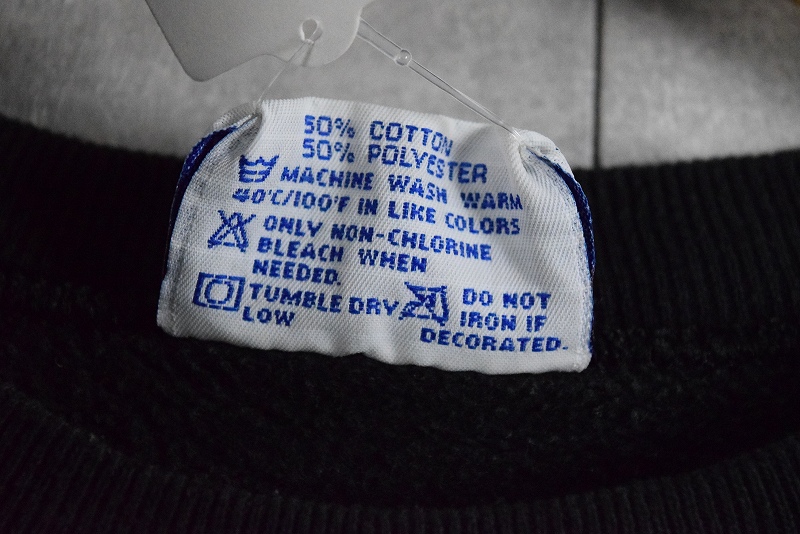 50% COTTON
50% POLYESTER
MACHINE WASH WARM
40°C/100°F IN LIKE COLORS
ONLY NON-CHLORINE
BLEACH WHEN
NEEDED.
TUMBLE DRY
LOW
DO NOT
IRON IF
DECORATED.